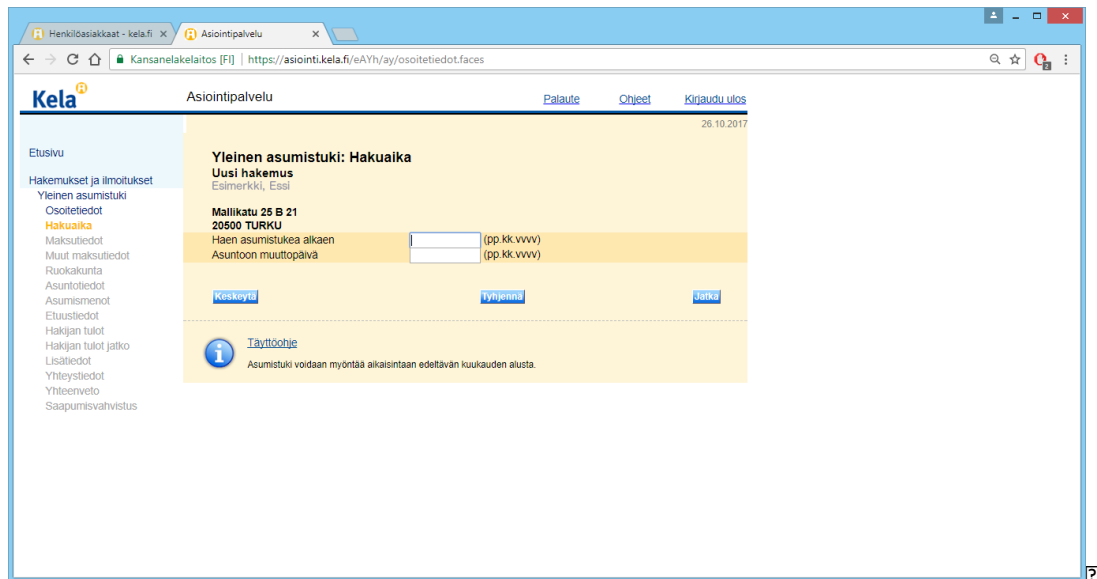 Henkilöasiakkaat - kela.fi
Asiointipalvelu
Kansanelakelaitos [FI] | https://asiointi.kela.fi/eAYh/ay/osoitetiedot.faces
2
Kela
Asiointipalvelu
Palaute
Ohjeet
Kirjaudu ulos
26.10.2017
Etusivu
Hakemukset ja ilmoitukset
Yleinen asumistuki
Osoitetiedot
Hakuaika
Maksutiedot
Muut maksutiedot
Ruokakunta
Asuntotiedot
Asumismenot
Etuustiedot
Hakijan tulot
Hakijan tulot jatko
Lisätiedot
Yhteystiedot
Yhteenveto
Saapumisvahvistus
Yleinen asumistuki: Hakuaika
Uusi hakemus
Esimerkki, Essi
Mallikatu 25 B 21
20500 TURKU
Haen asumistukea alkaen (pp.kk.vvvv)
Asuntoon muuttopäivä (pp.kk.vvvv)
Keskeytä
Tyhjennä
Jatka
Täyttöohje
Asumistuki voidaan myöntää aikaisintaan edeltävän kuukauden alusta.
?